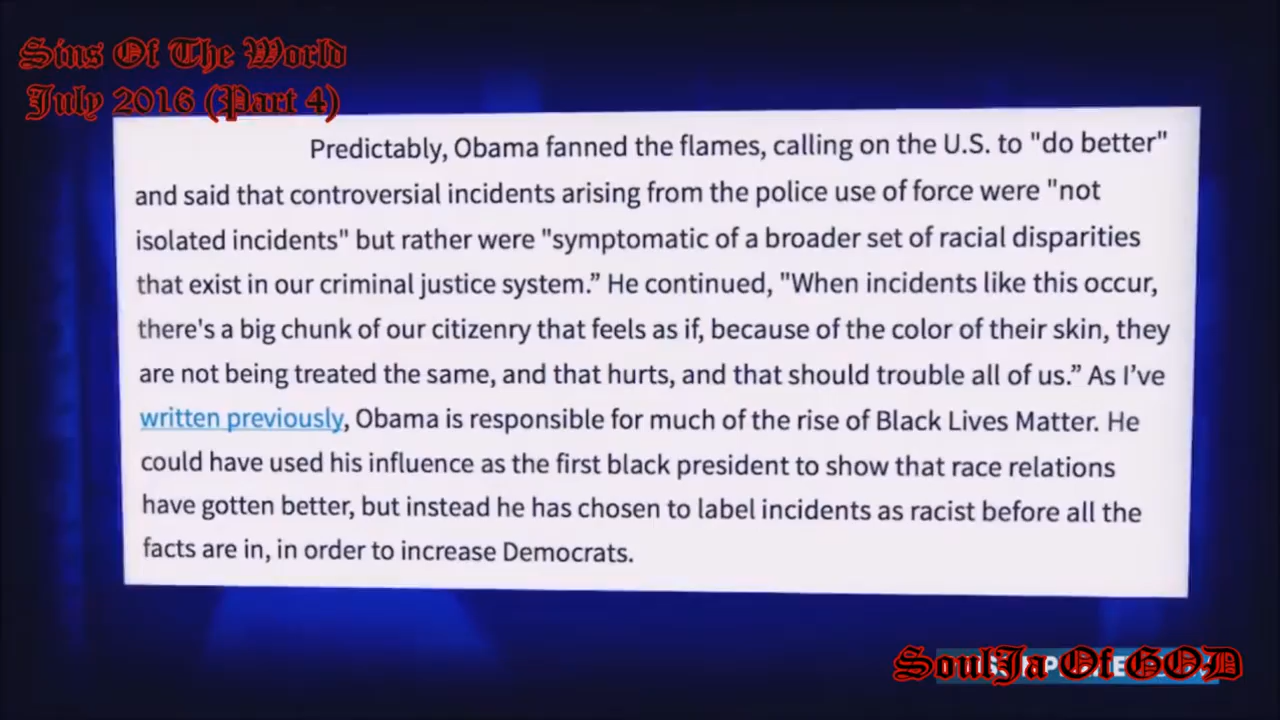 Sins Of The World
July 2016 (Part 4)
Predictably, Obama fanned the flames, calling on the U.S. to "do better"
and said that controversial incidents arising from the police use of force were "not
isolated incidents" but rather were "symptomatic of a broader set of racial disparities
that exist in our criminal justice system.” He continued, "When incidents like this occur,
there's a big chunk of our citizenry that feels as if, because of the color of their skin, they
are not being treated the same, and that hurts, and that should trouble all of us.” As I’ve
written previously, Obama is responsible for much of the rise of Black Lives Matter. He
could have used his influence as the first black president to show that race relations
have gotten better, but instead he has chosen to label incidents as racist before all the
facts are in, in order to increase Democrats.
SoulJa Of GOD